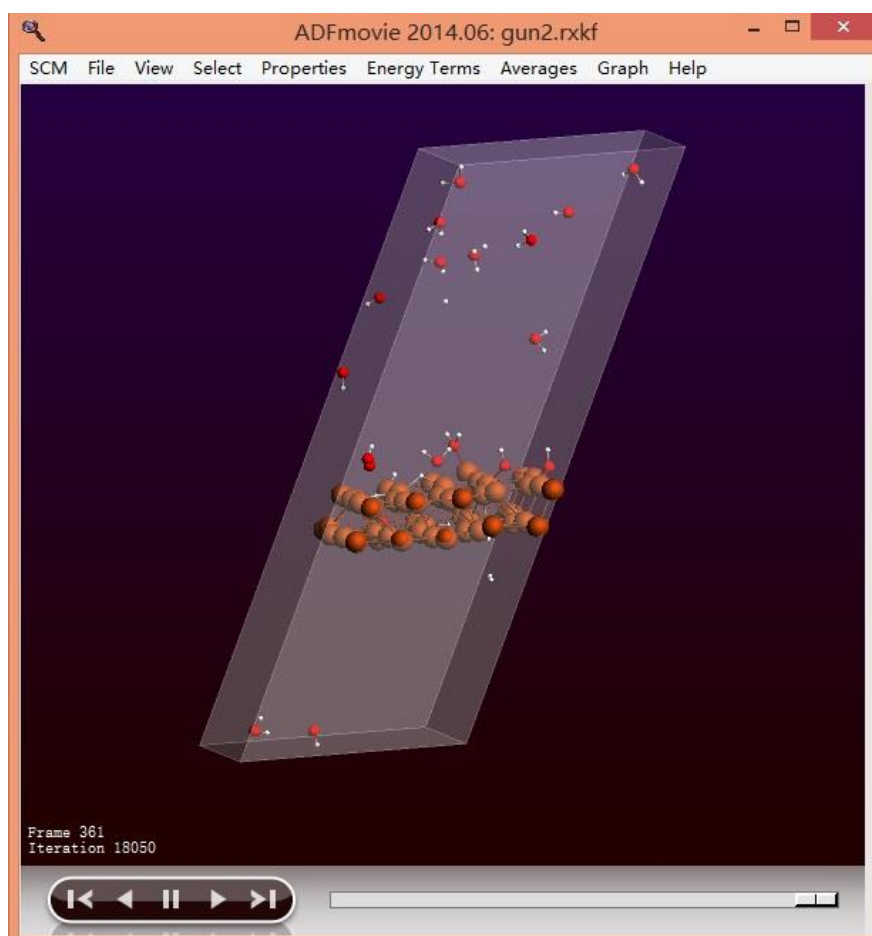 ADFmovie 2014.06: gun2.rxkf
SCM File View Select Properties Energy Terms Averages Graph Help
Frame 361
Iteration 18050